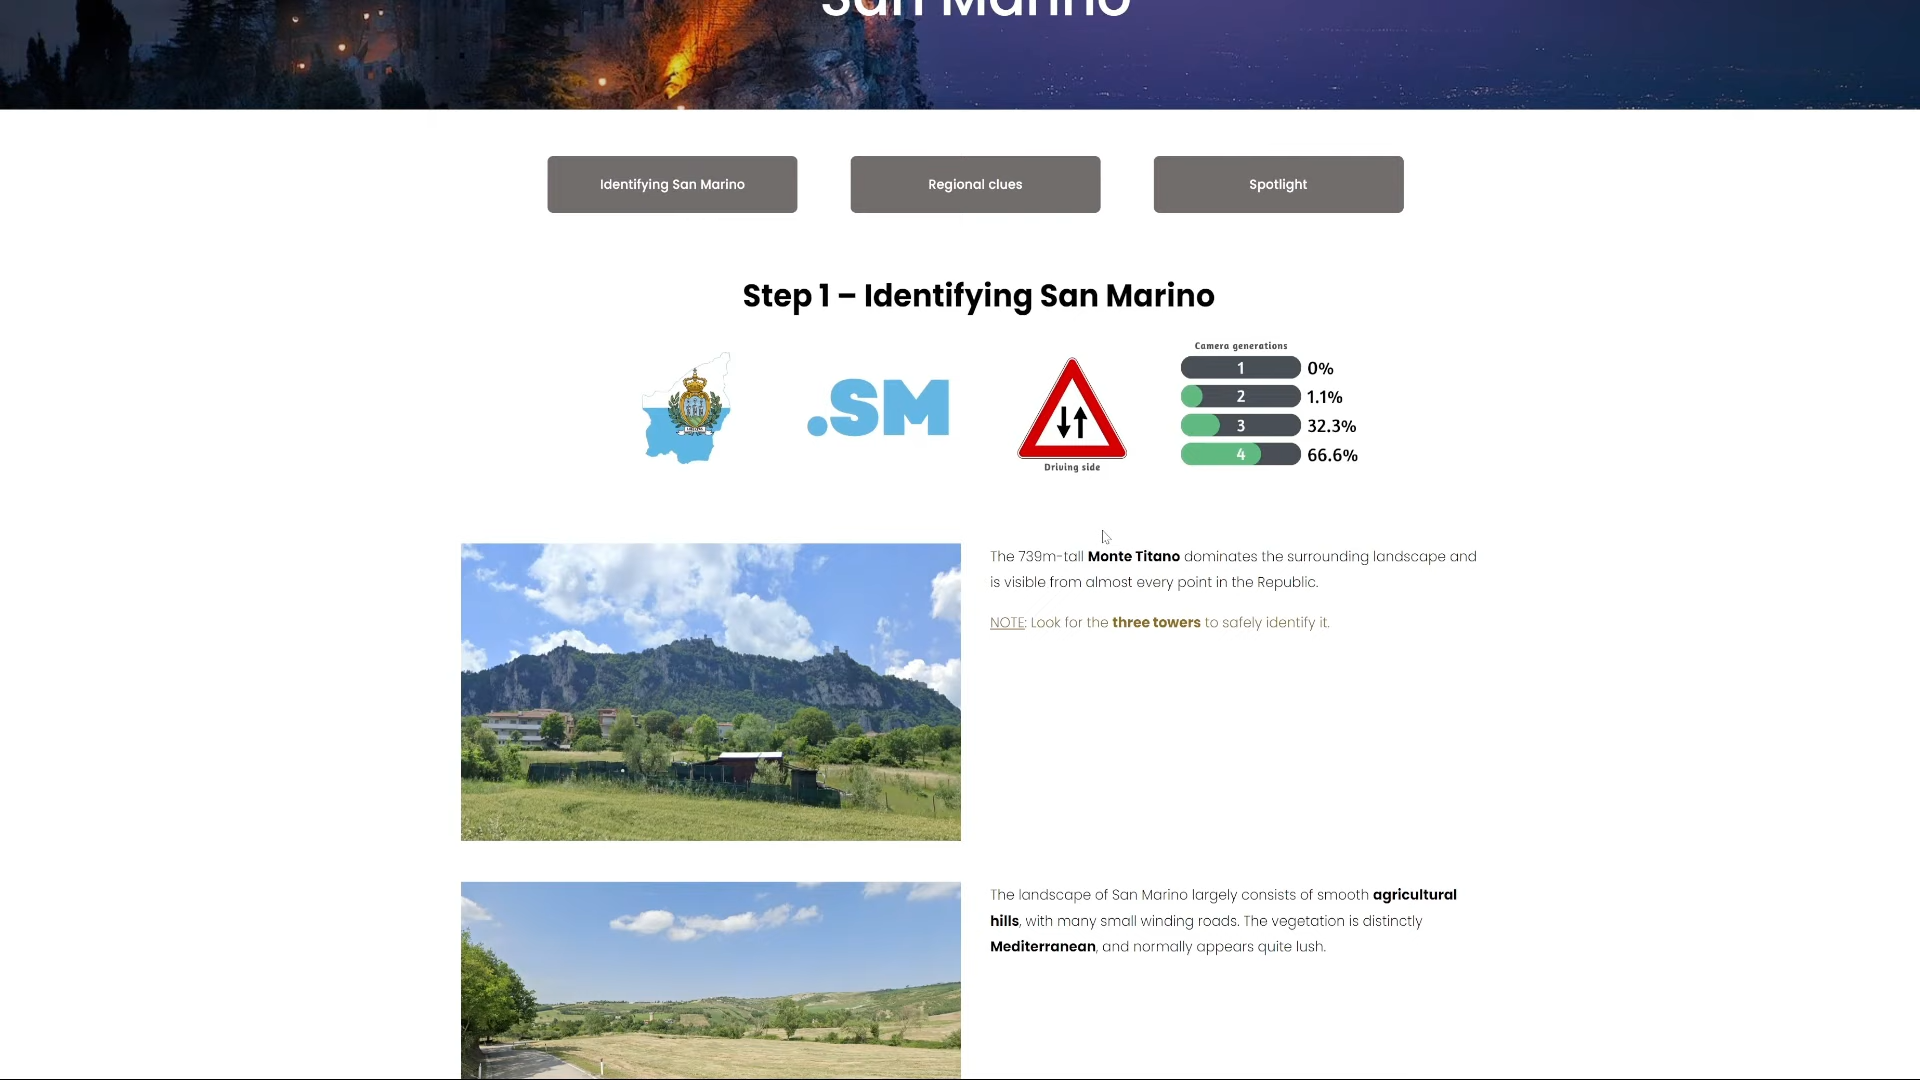 San Marino
Identifying San Marino
Regional clues
Spotlight
Step 1 – Identifying San Marino
.SM
Driving side
Camera generations
1 0%
2 1.1%
3 32.3%
4 66.6%
The 739m-tall Monte Titano dominates the surrounding landscape and
is visible from almost every point in the Republic.
NOTE: Look for the three towers to safely identify it.
The landscape of San Marino largely consists of smooth agricultural
hills, with many small winding roads. The vegetation is distinctly
Mediterranean, and normally appears quite lush.